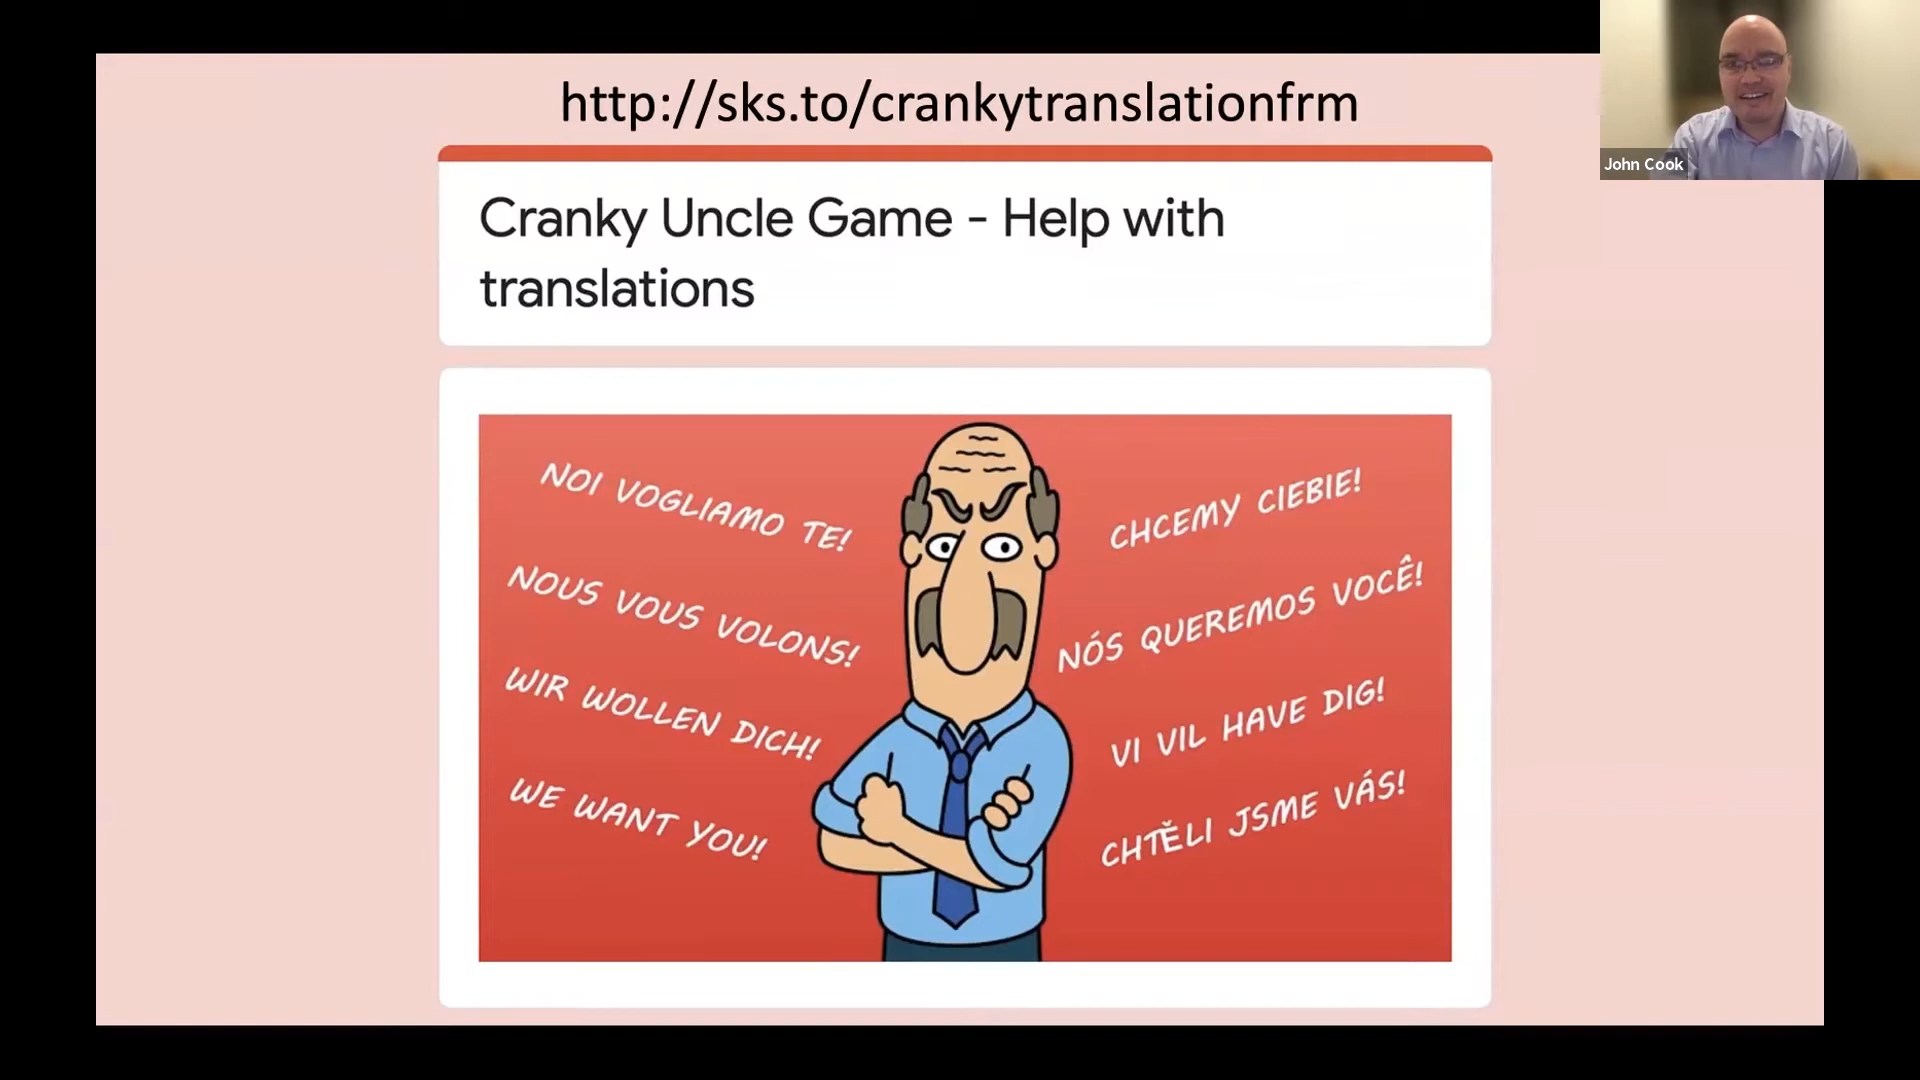 http://sks.to/crankytranslationfrm
John Cook
Cranky Uncle Game - Help with
translations
NOI VOGLIAMO TE!
NOUS VOUS VOLONS!
WIR WOLLEN DICH!
WE WANT YOU!
CHCEMY CIEBIE!
NÓS QUEREMOS VOCÊ!
VI VIL HAVE DIG!
CHTĚLI JSME VÁS!